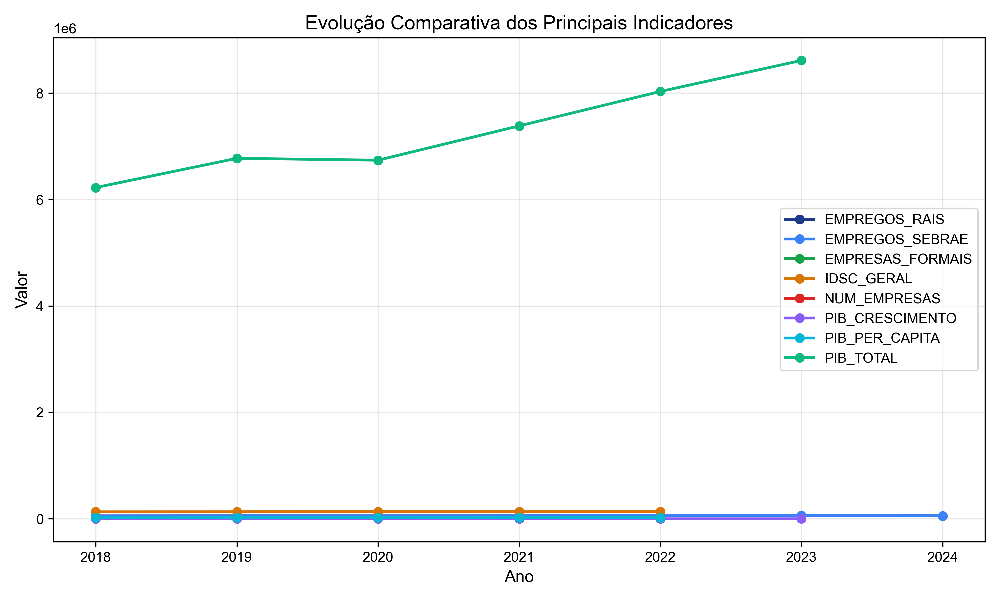 Evolução Comparativa dos Principais Indicadores
1e6
8
6
4
2
0
Valor
EMPREGOS_RAIS
EMPREGOS_SEBRAE
EMPRESAS_FORMAIS
IDSC_GERAL
NUM_EMPRESAS
PIB_CRESCIMENTO
PIB_PER_CAPITA
PIB_TOTAL
2018 2019 2020 2021 2022 2023 2024
Ano